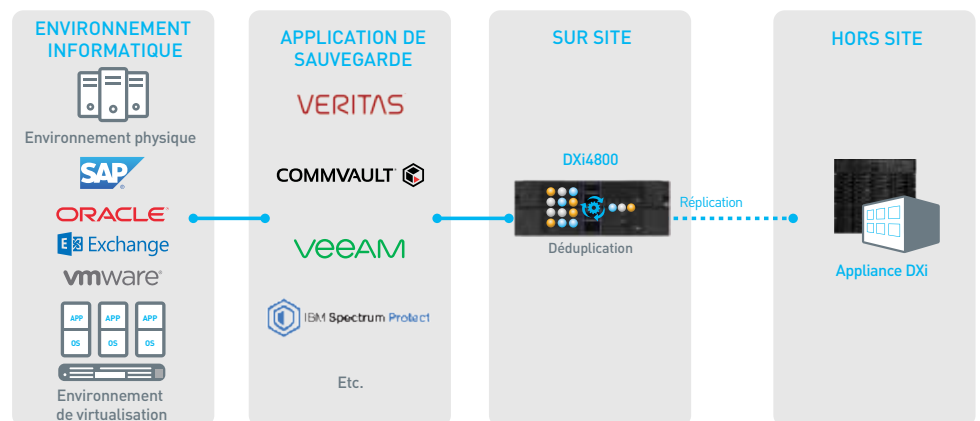 ENVIRONNEMENT
INFORMATIQUE
Environnement physique
SAP
ORACLE
E Exchange
vmware
APP
APP
APP
OS
OS
OS
Environnement
de virtualisation
APPLICATION DE
SAUVEGARDE
VERITAS
COMMVAULT
veeAM
IBM Spectrum Protect
Etc.
SUR SITE
DXi4800
Déduplication
Réplication
HORS SITE
Appliance DXi